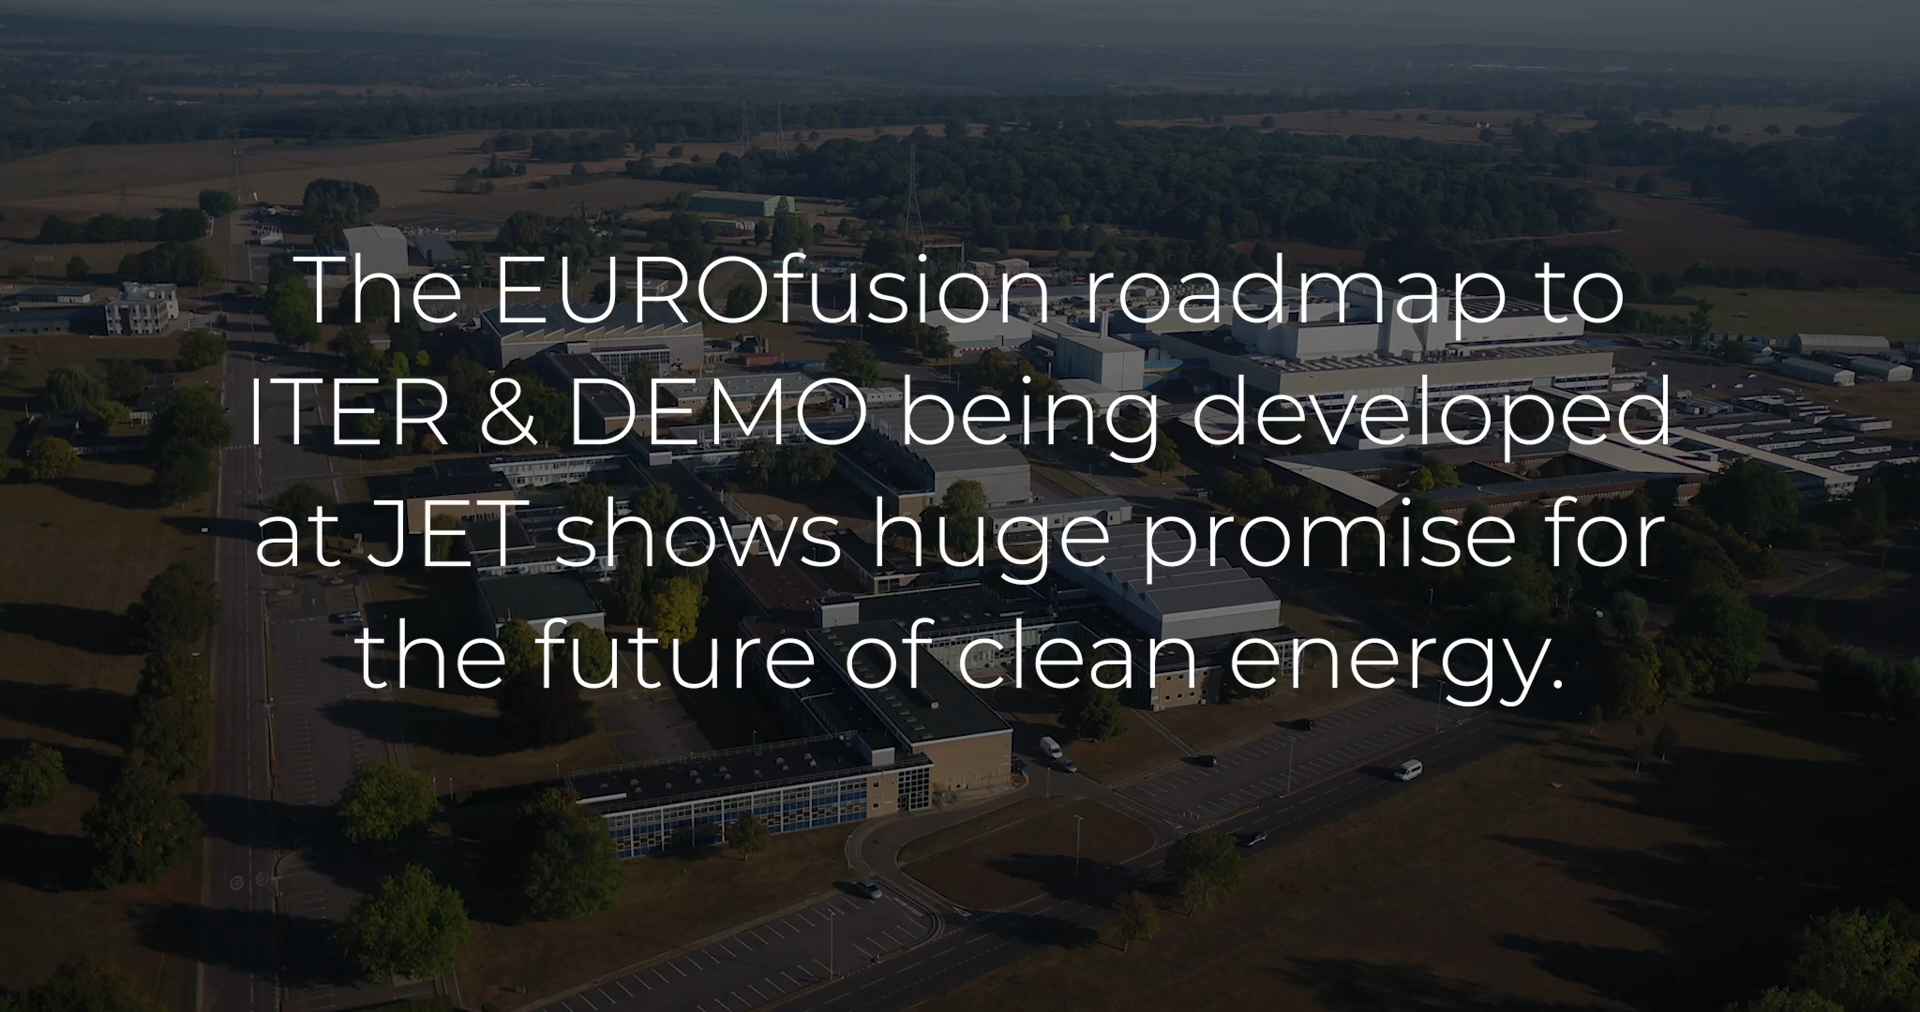 The EUROfusion roadmap to
ITER & DEMO being developed
at JET shows huge promise for
the future of clean energy.